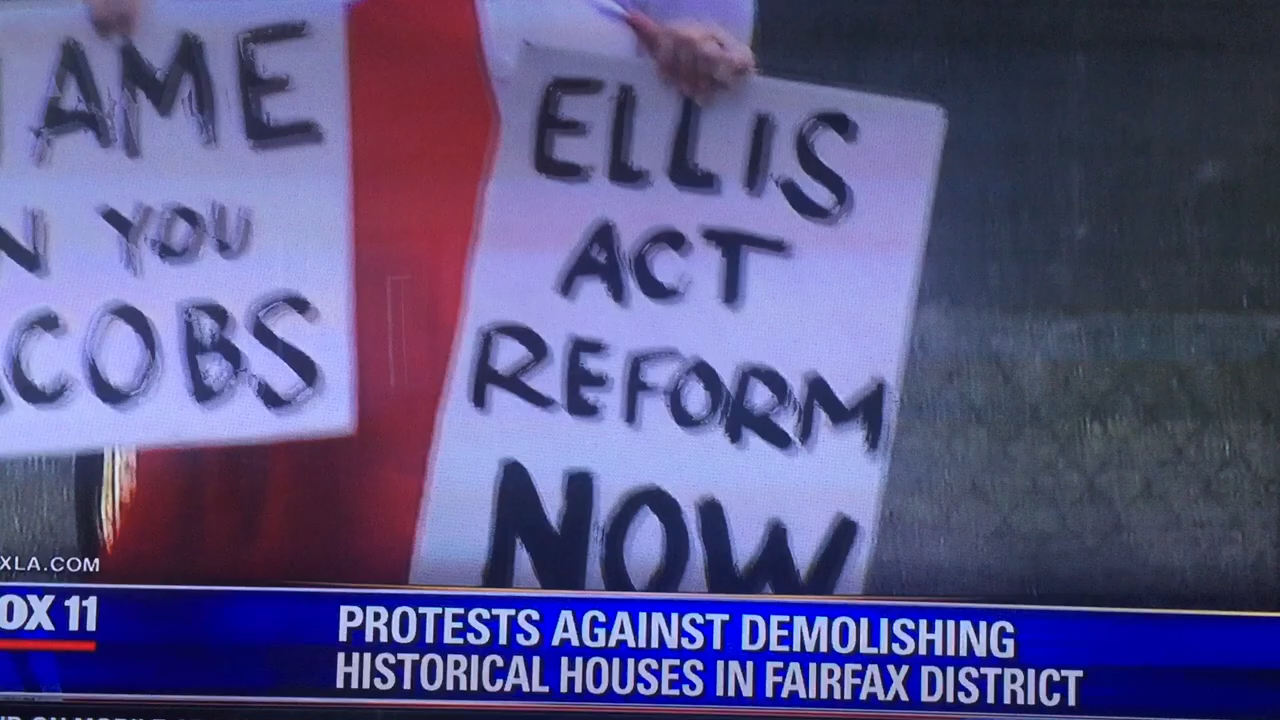 AME
N YOU
COBS
ELLIS
ACT
REFORM
NOW
XLA.COM
OX 11
PROTESTS AGAINST DEMOLISHING
HISTORICAL HOUSES IN FAIRFAX DISTRICT